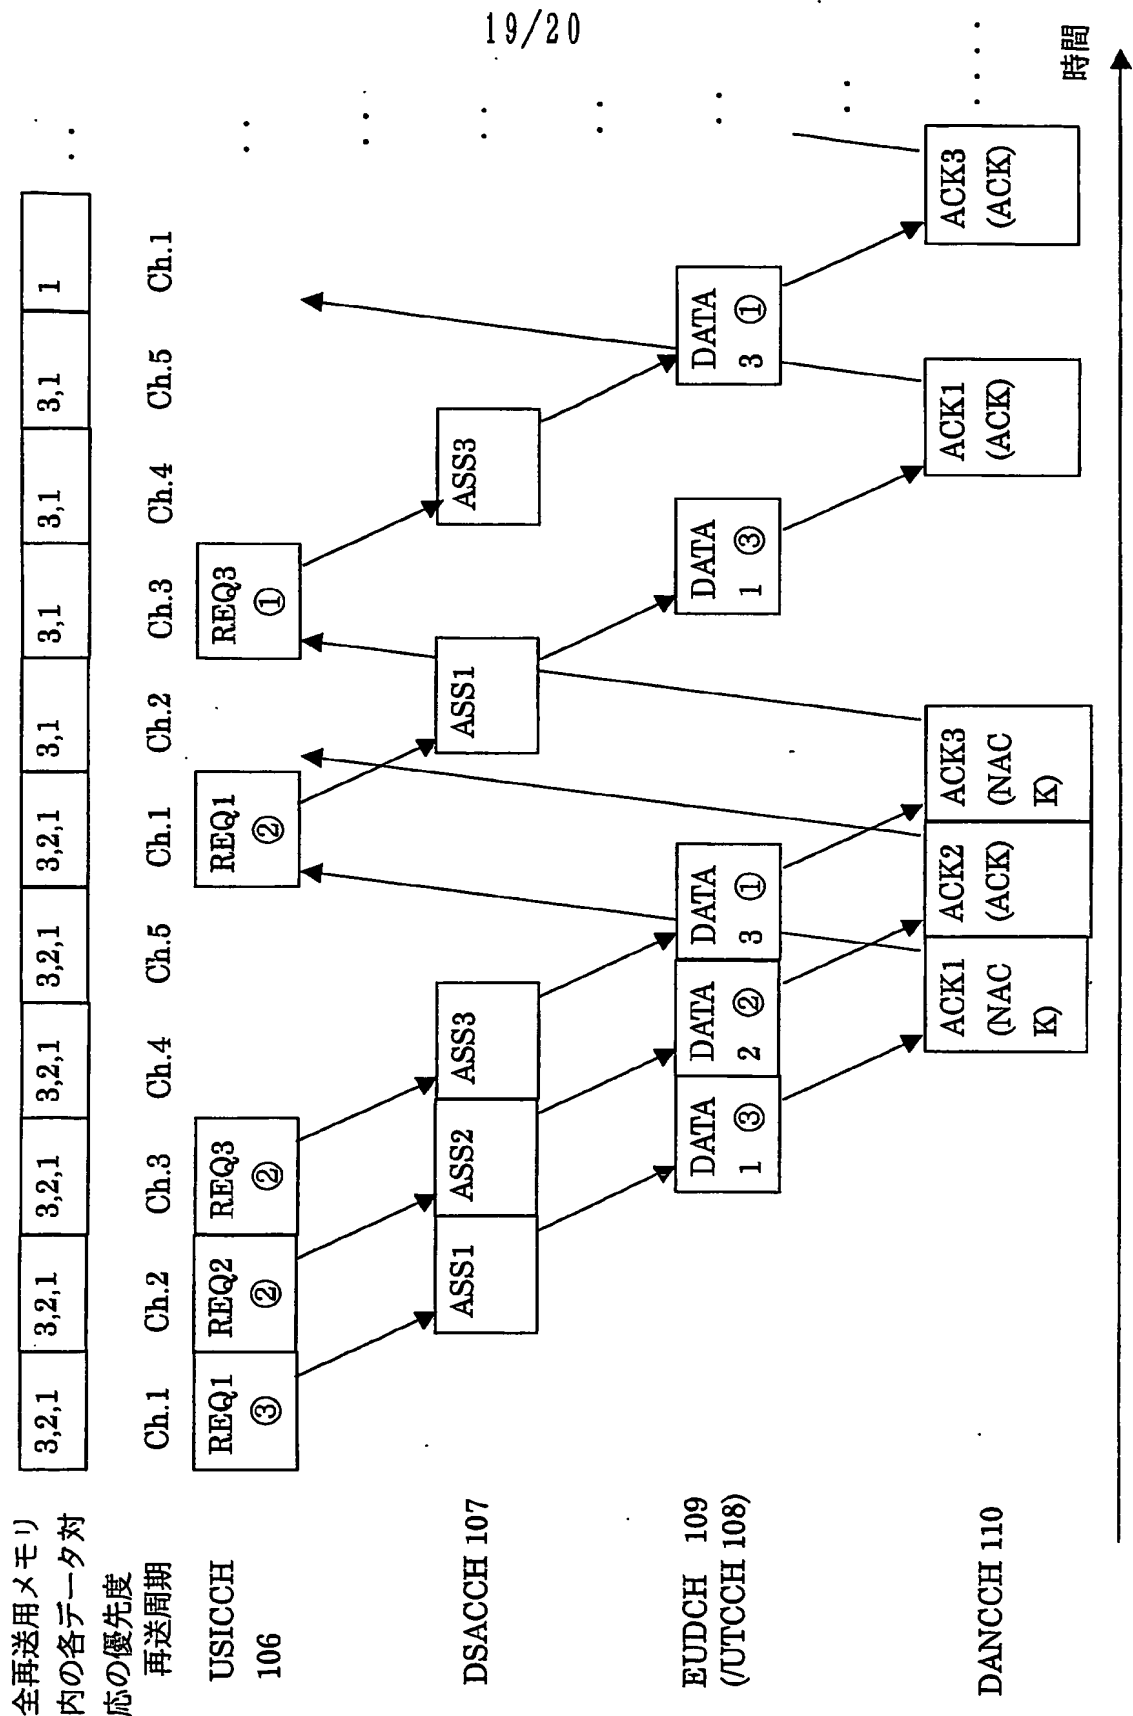 19/20
全再送用メモリ
内の各データ対
応の優先度
3,2,1 3,2,1 3,2,1 3,2,1 3,2,1 3,2,1 3,1 3,1 3,1 3,1 1
再送周期
Ch.1 Ch.2 Ch.3 Ch.4 Ch.5 Ch.1 Ch.2 Ch.3 Ch.4 Ch.5 Ch.1
USICCH
106
REQ1
③
REQ2
②
REQ3
②
REQ1
②
REQ3
①
DSACCH 107
ASS1
ASS2
ASS3
ASS1
ASS3
EUDCH 109
(/UTCCH 108)
DATA
1 ③
DATA
2 ②
DATA
3 ①
DATA
1 ③
DATA
3 ①
DANCCH 110
ACK1
(NAC
K)
ACK2
(ACK)
ACK3
(NAC
K)
ACK1
(ACK)
ACK3
(ACK)
時間